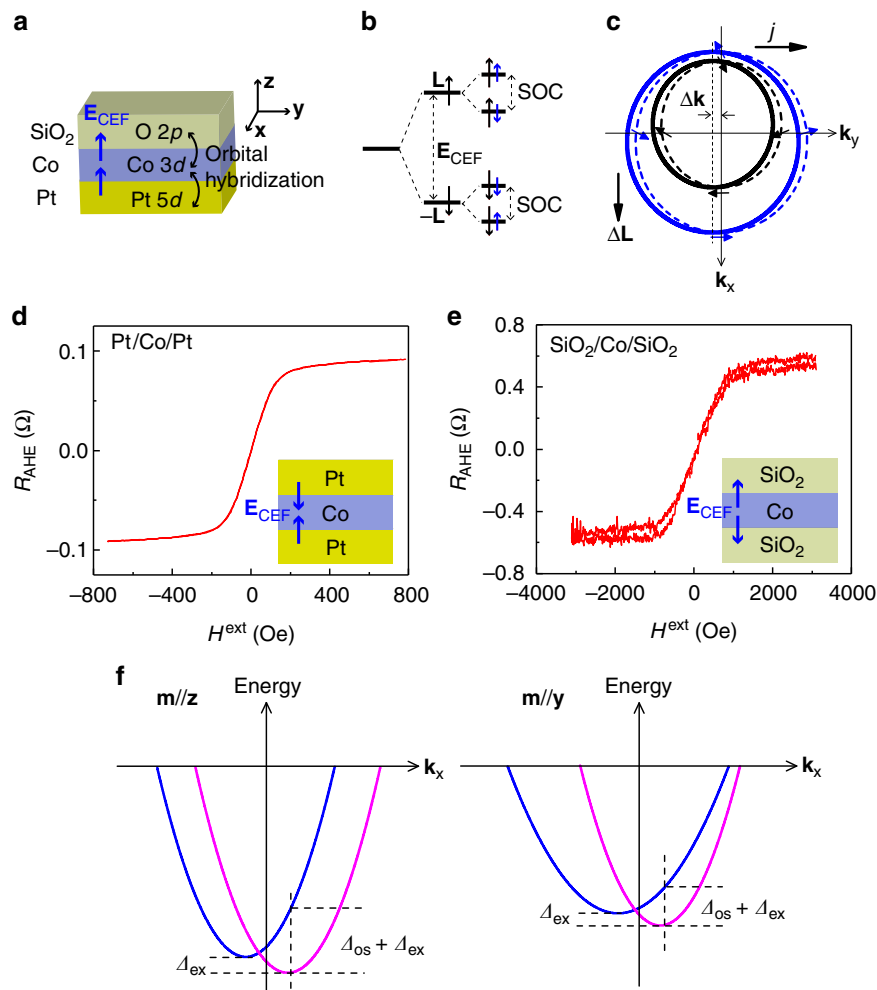 a
z
y
x
E_CEF
SiO₂
Co
Pt
O 2p
Co 3d
Pt 5d
Orbital
hybridization
b
L
–L
E_CEF
SOC
SOC
c
j
Δk
k_y
ΔL
k_x
d
Pt/Co/Pt
R_AHE (Ω)
0.1
0.0
–0.1
–800
–400
0
400
800
H^ext (Oe)
Pt
E_CEF
Co
Pt
e
SiO₂/Co/SiO₂
R_AHE (Ω)
0.8
0.4
0.0
–0.4
–0.8
–4000
–2000
0
2000
4000
H^ext (Oe)
SiO₂
E_CEF
Co
SiO₂
f
m//z
Energy
k_x
Δ_ex
Δ_os + Δ_ex
m//y
Energy
k_x
Δ_ex
Δ_os + Δ_ex